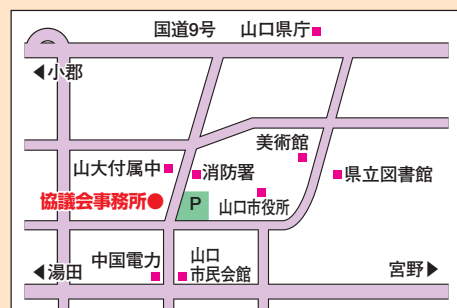 国道9号 山口県庁
◀小郡
美術館
山大付属中
消防署
県立図書館
協議会事務所
P
山口市役所
中国電力
山口
市民会館
◀湯田
宮野▶